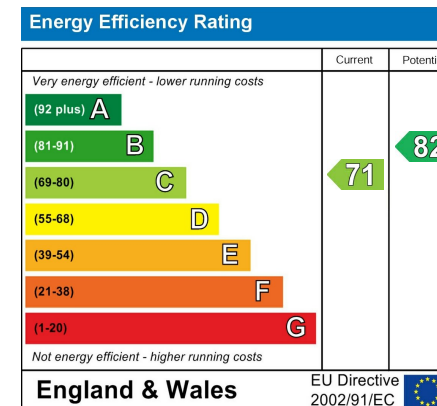 Energy Efficiency Rating
Current
Potenti
Very energy efficient - lower running costs
(92 plus) A
(81-91) B
82
(69-80) C
71
(55-68) D
(39-54) E
(21-38) F
(1-20) G
Not energy efficient - higher running costs
England & Wales
EU Directive
2002/91/EC